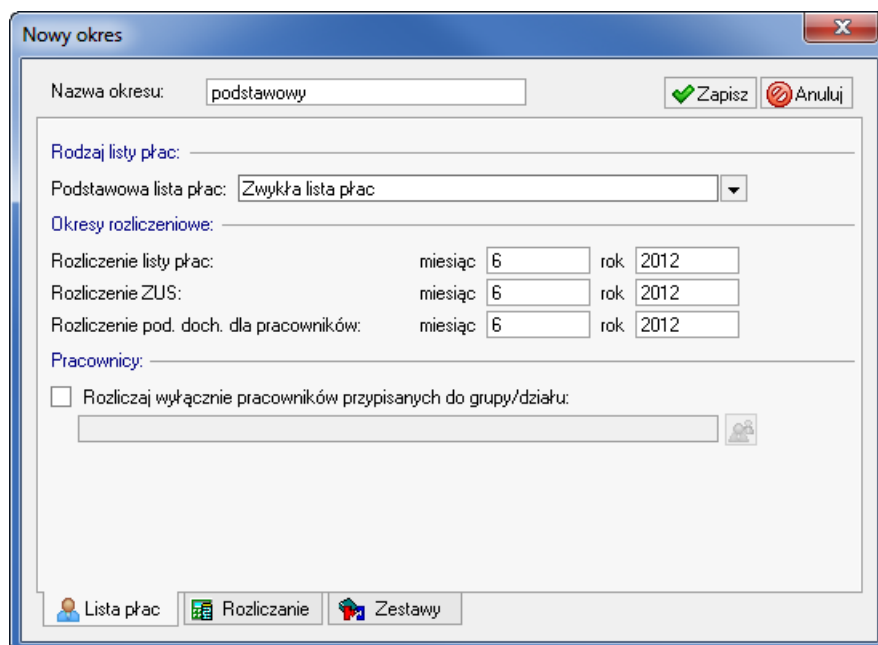 Nowy okres
Nazwa okresu: podstawowy Zapisz Anuluj
Rodzaj listy płac:
Podstawowa lista płac: Zwykła lista płac
Okresy rozliczeniowe:
Rozliczenie listy płac: miesiąc 6 rok 2012
Rozliczenie ZUS: miesiąc 6 rok 2012
Rozliczenie pod. doch. dla pracowników: miesiąc 6 rok 2012
Pracownicy:
Rozliczaj wyłącznie pracowników przypisanych do grupy/działu:
Lista płac Rozliczanie Zestawy